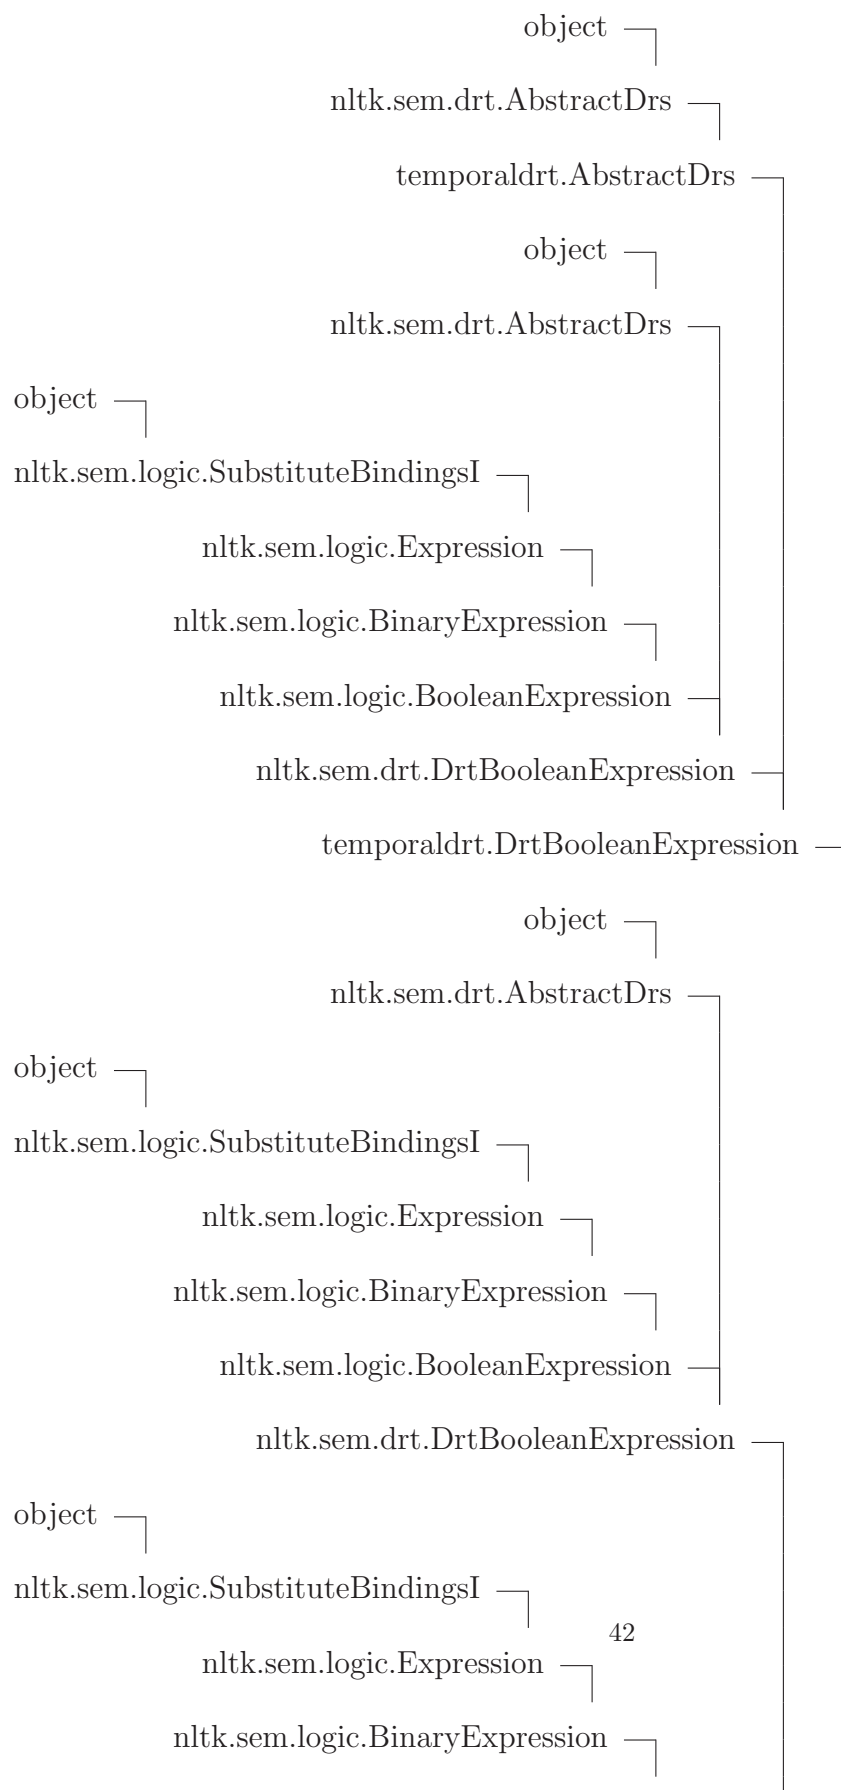 object
nltk.sem.drt.AbstractDrs
temporaldrt.AbstractDrs
object
nltk.sem.drt.AbstractDrs
object
nltk.sem.logic.SubstituteBindingsI
nltk.sem.logic.Expression
nltk.sem.logic.BinaryExpression
nltk.sem.logic.BooleanExpression
nltk.sem.drt.DrtBooleanExpression
temporaldrt.DrtBooleanExpression
object
nltk.sem.drt.AbstractDrs
object
nltk.sem.logic.SubstituteBindingsI
nltk.sem.logic.Expression
nltk.sem.logic.BinaryExpression
nltk.sem.logic.BooleanExpression
nltk.sem.drt.DrtBooleanExpression
object
nltk.sem.logic.SubstituteBindingsI
42
nltk.sem.logic.Expression
nltk.sem.logic.BinaryExpression